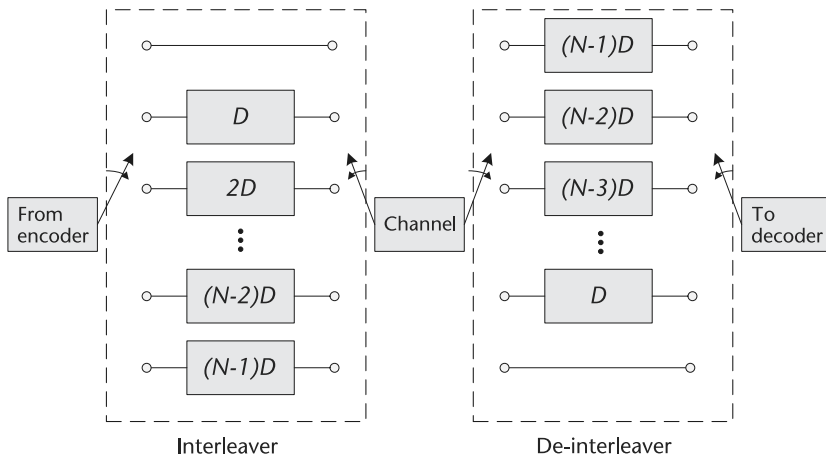 D
2D
(N-2)D
(N-1)D
From
encoder
Channel
(N-1)D
(N-2)D
(N-3)D
D
To
decoder
Interleaver
De-interleaver